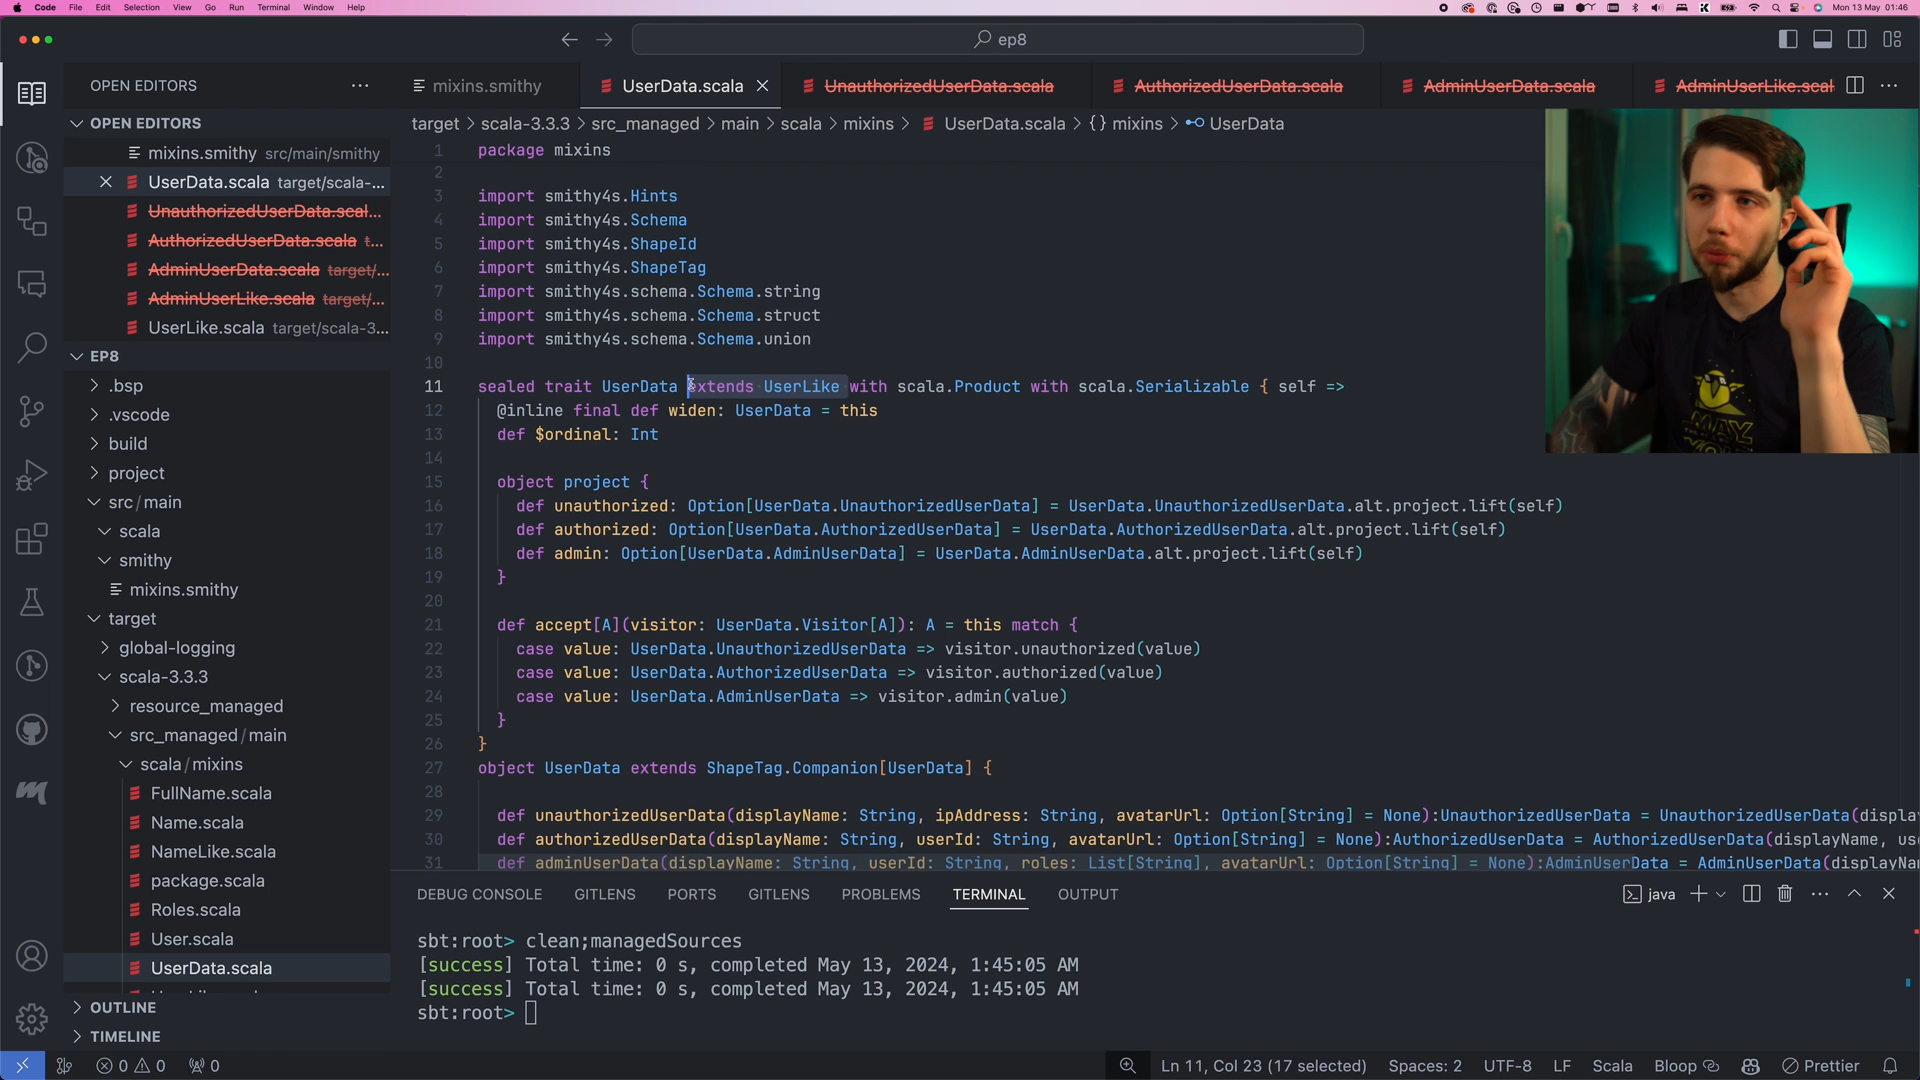 Code File Edit Selection View Go Run Terminal Window Help
Mon 13 May 01:46
ep8
OPEN EDITORS
mixins.smithy
UserData.scala
UnauthorizedUserData.scala
AuthorizedUserData.scala
AdminUserData.scala
AdminUserLike.scal
target > scala-3.3.3 > src_managed > main > scala > mixins > UserData.scala > {} mixins > UserData
OPEN EDITORS
mixins.smithy src/main/smithy
UserData.scala target/scala-...
UnauthorizedUserData.scal...
AuthorizedUserData.scala t...
AdminUserData.scala target/...
AdminUserLike.scala target/...
UserLike.scala target/scala-3...
EP8
.bsp
.vscode
build
project
src/main
scala
smithy
mixins.smithy
target
global-logging
scala-3.3.3
resource_managed
src_managed/main
scala/mixins
FullName.scala
Name.scala
NameLike.scala
package.scala
Roles.scala
User.scala
UserData.scala
OUTLINE
TIMELINE
1 package mixins
2
3 import smithy4s.Hints
4 import smithy4s.Schema
5 import smithy4s.ShapeId
6 import smithy4s.ShapeTag
7 import smithy4s.schema.Schema.string
8 import smithy4s.schema.Schema.struct
9 import smithy4s.schema.Schema.union
10
11 sealed trait UserData extends UserLike with scala.Product with scala.Serializable { self =>
12 @inline final def widen: UserData = this
13 def $ordinal: Int
14
15 object project {
16 def unauthorized: Option[UserData.UnauthorizedUserData] = UserData.UnauthorizedUserData.alt.project.lift(self)
17 def authorized: Option[UserData.AuthorizedUserData] = UserData.AuthorizedUserData.alt.project.lift(self)
18 def admin: Option[UserData.AdminUserData] = UserData.AdminUserData.alt.project.lift(self)
19 }
20
21 def accept[A](visitor: UserData.Visitor[A]): A = this match {
22 case value: UserData.UnauthorizedUserData => visitor.unauthorized(value)
23 case value: UserData.AuthorizedUserData => visitor.authorized(value)
24 case value: UserData.AdminUserData => visitor.admin(value)
25 }
26 }
27 object UserData extends ShapeTag.Companion[UserData] {
28
29 def unauthorizedUserData(displayName: String, ipAddress: String, avatarUrl: Option[String] = None):UnauthorizedUserData = UnauthorizedUserData(displa
30 def authorizedUserData(displayName: String, userId: String, avatarUrl: Option[String] = None):AuthorizedUserData = AuthorizedUserData(displayName, us
31 def adminUserData(displayName: String, userId: String, roles: List[String], avatarUrl: Option[String] = None):AdminUserData = AdminUserData(displayNam
DEBUG CONSOLE GITLENS PORTS GITLENS PROBLEMS TERMINAL OUTPUT
java
sbt:root> clean;managedSources
[success] Total time: 0 s, completed May 13, 2024, 1:45:05 AM
[success] Total time: 0 s, completed May 13, 2024, 1:45:05 AM
sbt:root>
0 0 0
Ln 11, Col 23 (17 selected) Spaces: 2 UTF-8 LF Scala Bloop Prettier